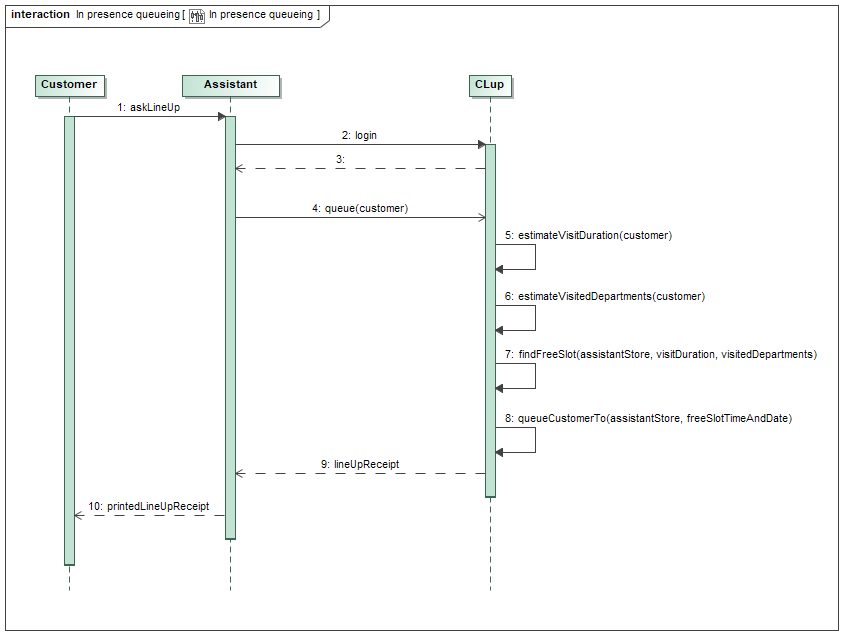 interaction In presence queueing [ In presence queueing ]
Customer
Assistant
CLup
1: askLineUp
2: login
3:
4: queue(customer)
5: estimateVisitDuration(customer)
6: estimateVisitedDepartments(customer)
7: findFreeSlot(assistantStore, visitDuration, visitedDepartments)
8: queueCustomerTo(assistantStore, freeSlotTimeAndDate)
9: lineUpReceipt
10: printedLineUpReceipt